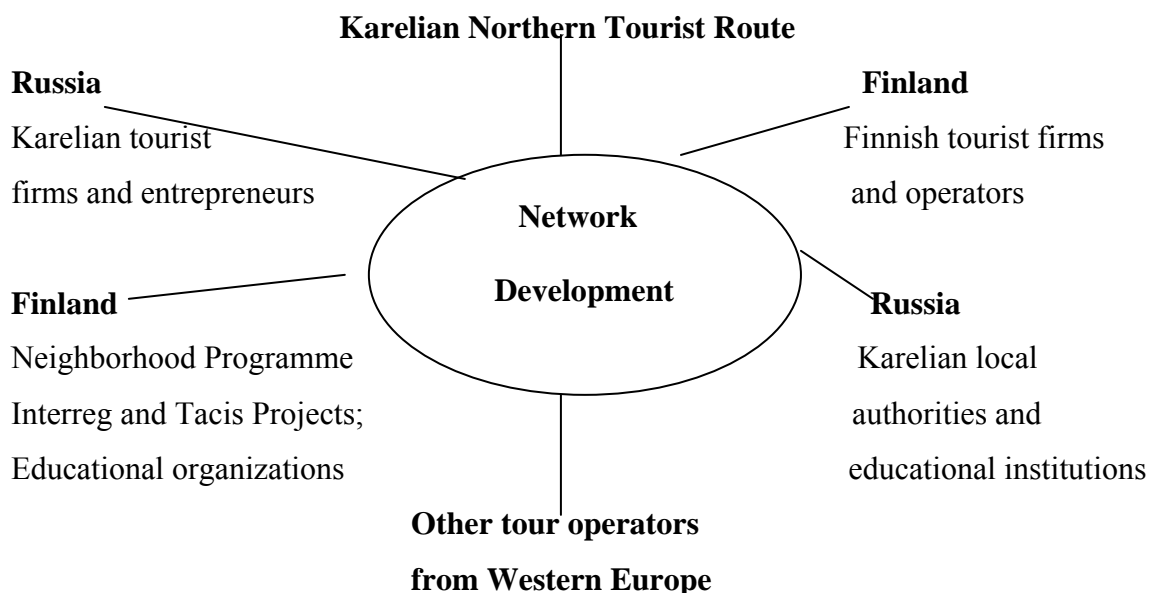 Karelian Northern Tourist Route
Russia
Karelian tourist
firms and entrepreneurs
Finland
Finnish tourist firms
and operators
Network
Development
Finland
Neighborhood Programme
Interreg and Tacis Projects;
Educational organizations
Russia
Karelian local
authorities and
educational institutions
Other tour operators
from Western Europe